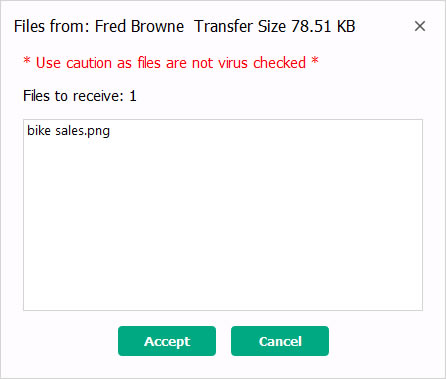 Files from: Fred Browne  Transfer Size 78.51 KB
* Use caution as files are not virus checked *
Files to receive: 1
bike sales.png
Accept
Cancel